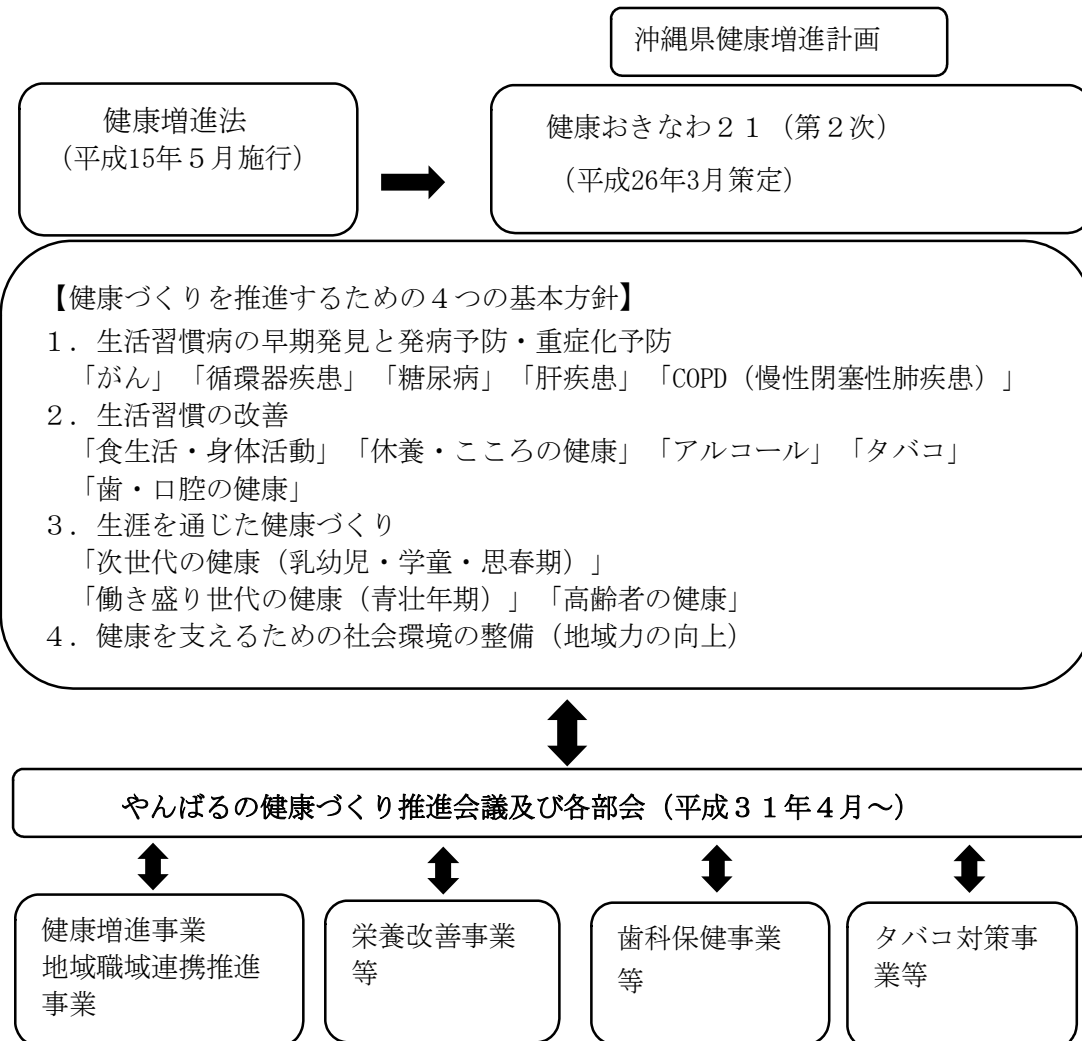 沖縄県健康増進計画
健康増進法
（平成15年５月施行）
健康おきなわ２１（第２次）
（平成26年3月策定）
【健康づくりを推進するための４つの基本方針】
１．生活習慣病の早期発見と発病予防・重症化予防
「がん」「循環器疾患」「糖尿病」「肝疾患」「COPD（慢性閉塞性肺疾患）」
２．生活習慣の改善
「食生活・身体活動」「休養・こころの健康」「アルコール」「タバコ」
「歯・口腔の健康」
３．生涯を通じた健康づくり
「次世代の健康（乳幼児・学童・思春期）」
「働き盛り世代の健康（青壮年期）」「高齢者の健康」
４．健康を支えるための社会環境の整備（地域力の向上）
やんばるの健康づくり推進会議及び各部会（平成３１年４月～）
健康増進事業
地域職域連携推進
事業
栄養改善事業
等
歯科保健事業
等
タバコ対策事
業等